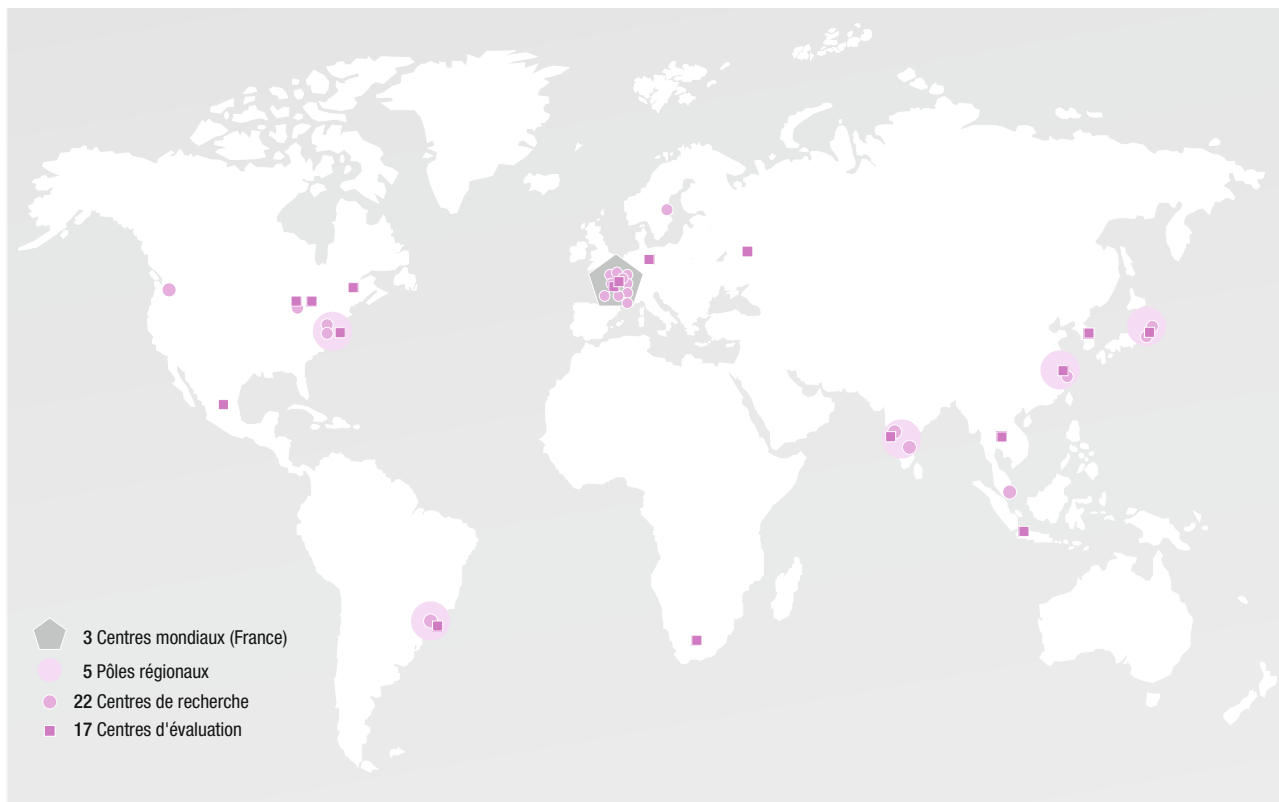 3 Centres mondiaux (France)
5 Pôles régionaux
22 Centres de recherche
17 Centres d'évaluation